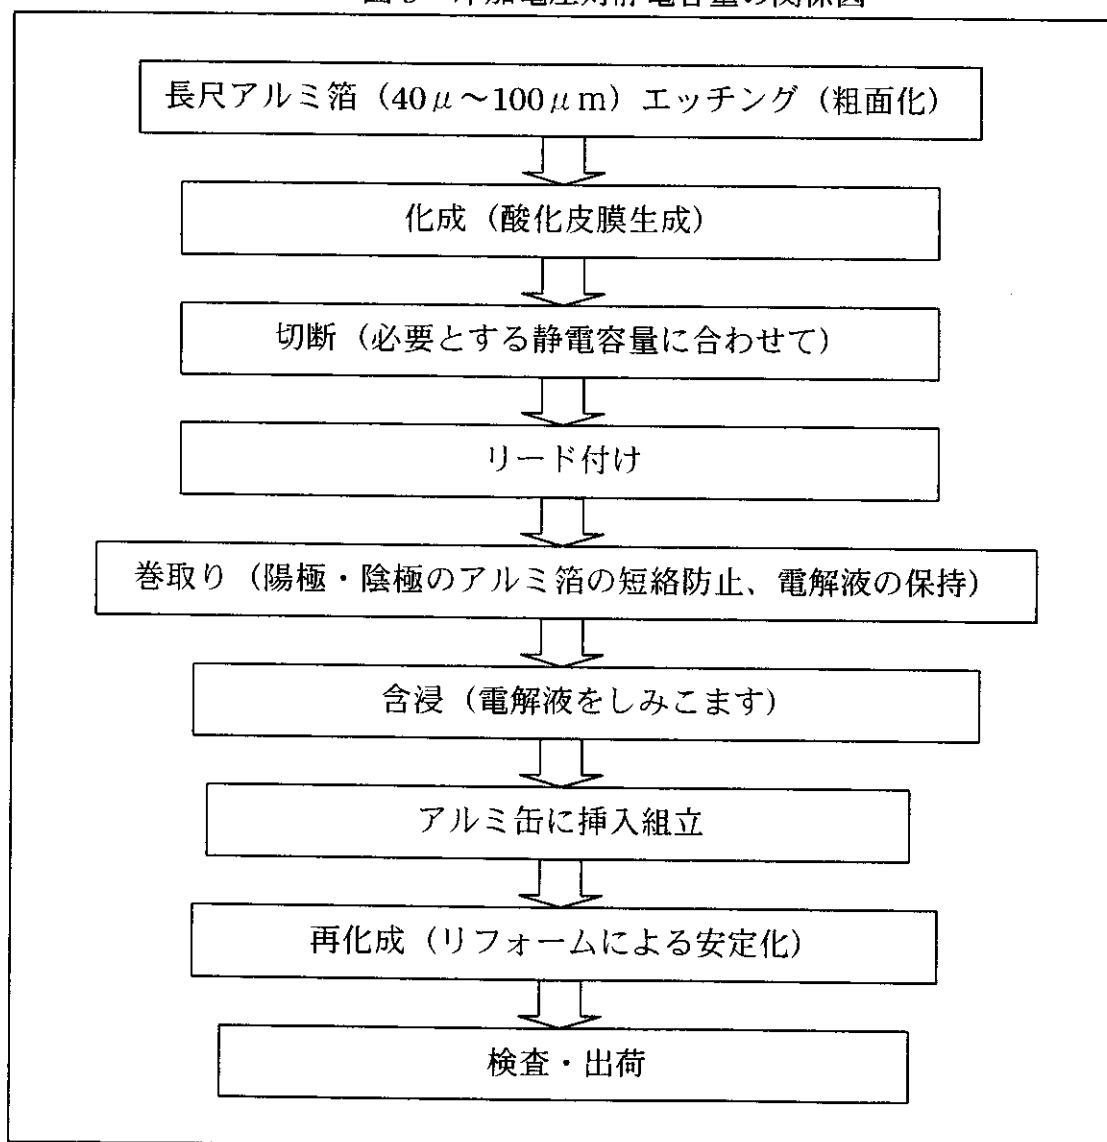 長尺アルミ箔（40μ～100μm）エッチング（粗面化）
化成（酸化皮膜生成）
切断（必要とする静電容量に合わせて）
リード付け
巻取り（陽極・陰極のアルミ箔の短絡防止、電解液の保持）
含浸（電解液をしみこます）
アルミ缶に挿入組立
再化成（リフォームによる安定化）
検査・出荷